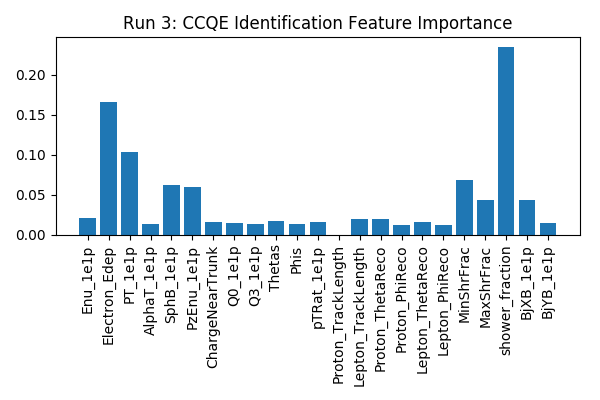 Run 3: CCQE Identification Feature Importance
0.20
0.15
0.10
0.05
0.00
Enu_1e1p
Electron_Edep
PT_1e1p
AlphaT_1e1p
SphB_1e1p
PzEnu_1e1p
ChargeNearTrunk
Q0_1e1p
Q3_1e1p
Thetas
Phis
pTRat_1e1p
Proton_TrackLength
Lepton_TrackLength
Proton_ThetaReco
Proton_PhiReco
Lepton_ThetaReco
Lepton_PhiReco
MinShrFrac
MaxShrFrac
shower_fraction
BjXB_1e1p
BjYB_1e1p